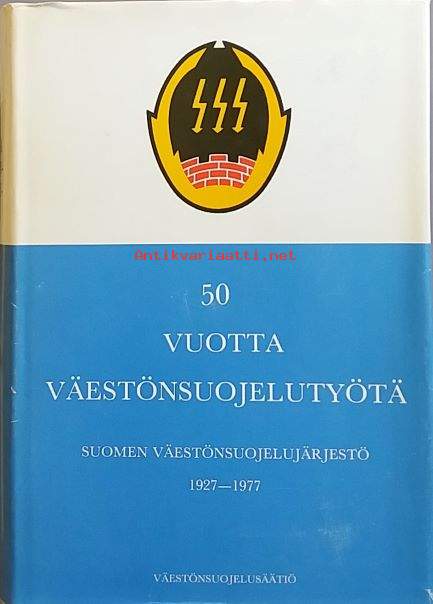 Antikvariaatti.net
50
VUOTTA
VÄESTÖNSUOJELUTYÖTÄ
SUOMEN VÄESTÖNSUOJELUJÄRJESTÖ
1927—1977
VÄESTÖNSUOJELUSÄÄTIÖ